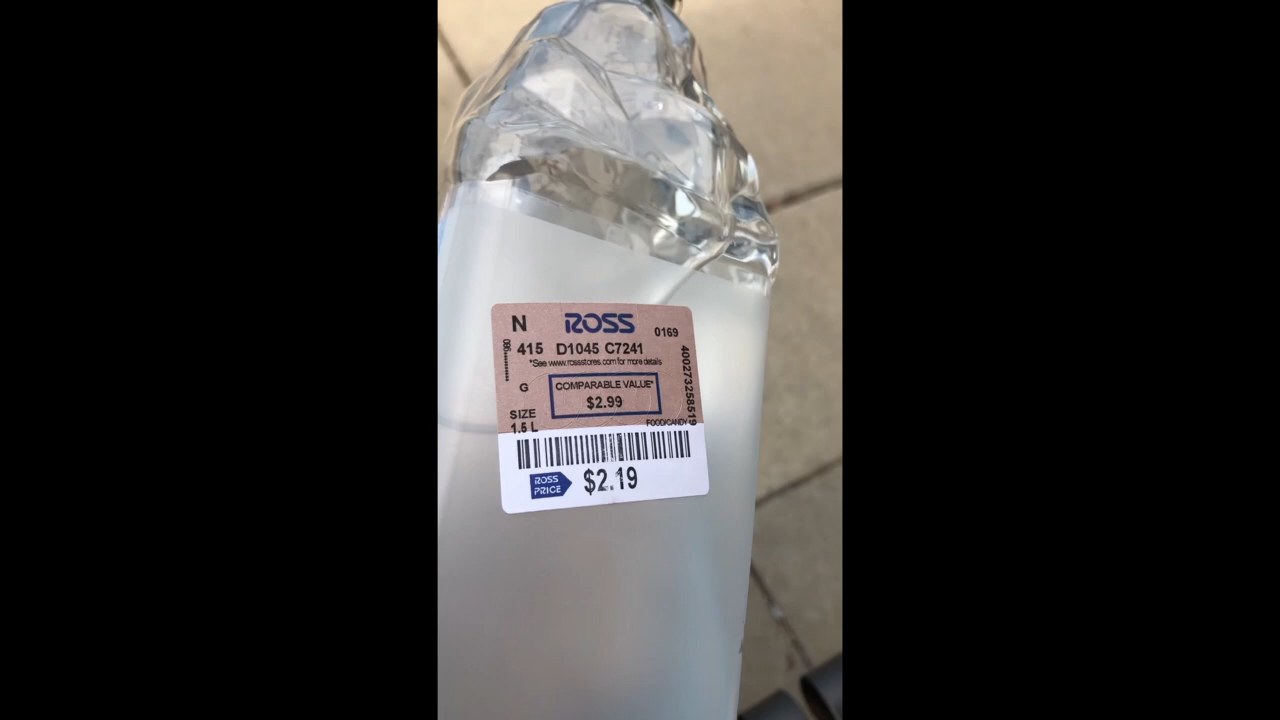 N ROSS 0169
415 D1045 C7241
*See www.rossstores.com for more details
G COMPARABLE VALUE*
$2.99
SIZE
1.5 L
FOOD/CANDY
400273258519
ROSS PRICE $2.19